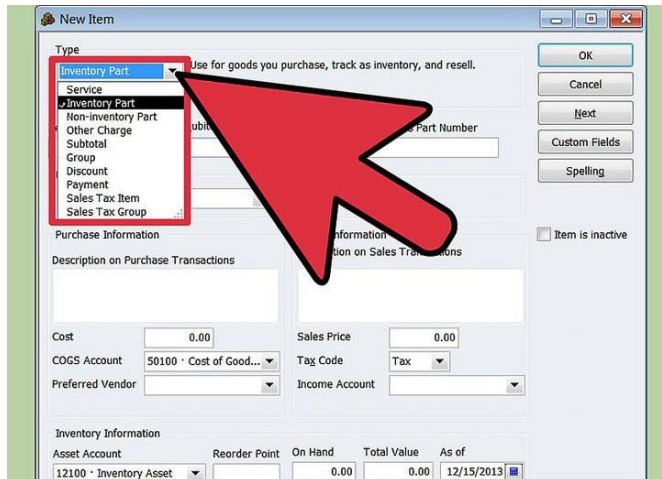 New Item
Type
Inventory Part
Use for goods you purchase, track as inventory, and resell.
Service
Inventory Part
Non-inventory Part
Other Charge
Subtotal
Group
Discount
Payment
Sales Tax Item
Sales Tax Group
Part Number
OK
Cancel
Next
Custom Fields
Spelling
Item is inactive
Purchase Information
Description on Purchase Transactions
on Sales
Cost 0.00
Sales Price 0.00
COGS Account 50100 · Cost of Good...
Tax Code Tax
Preferred Vendor
Income Account
Inventory Information
Asset Account Reorder Point On Hand Total Value As of
12100 · Inventory Asset 0.00 0.00 12/15/2013